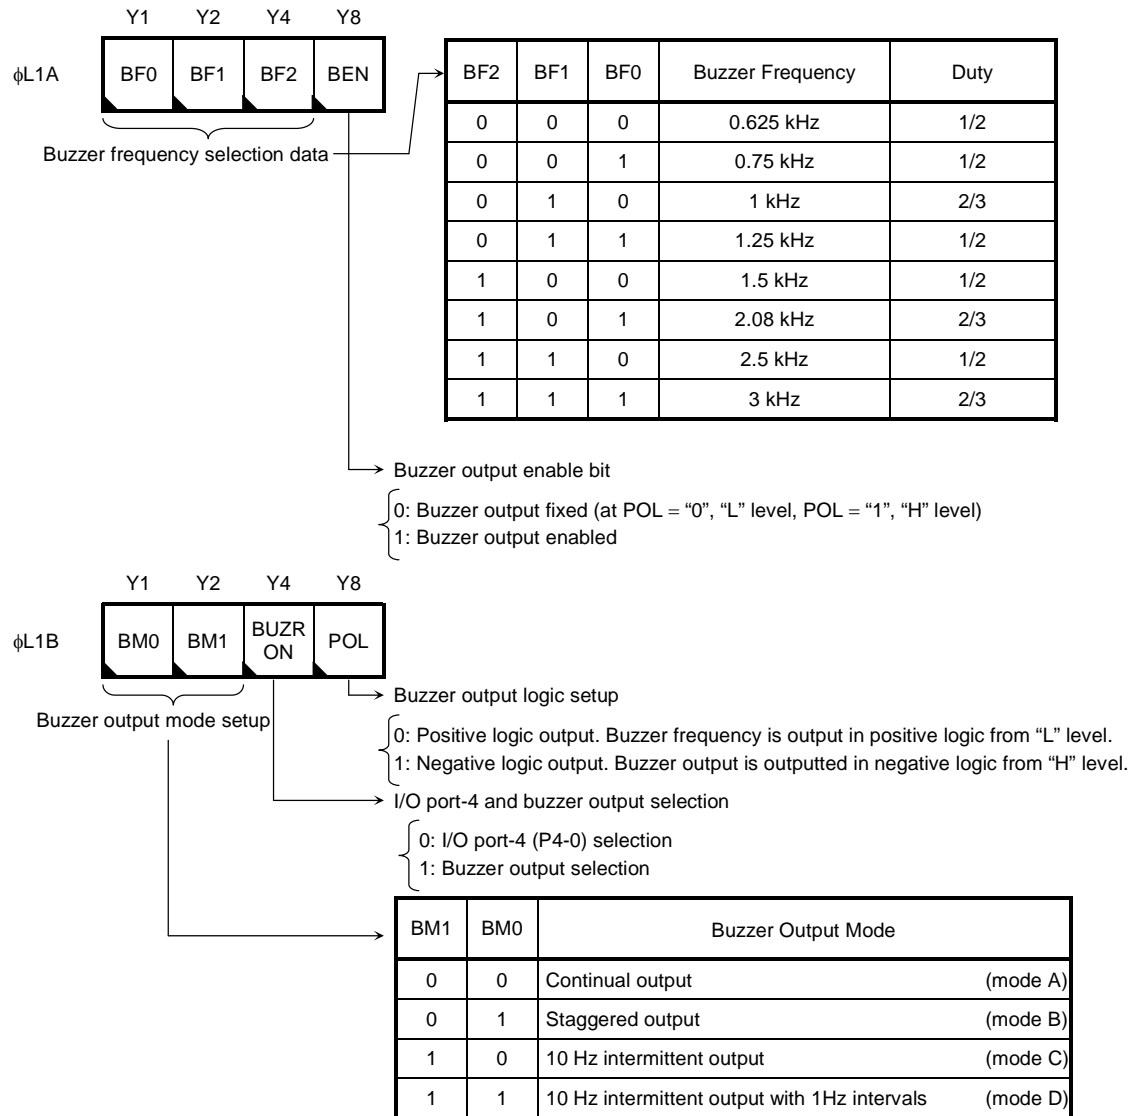 Y1 Y2 Y4 Y8
ϕL1A BF0 BF1 BF2 BEN
Buzzer frequency selection data
BF2 BF1 BF0 Buzzer Frequency Duty
0 0 0 0.625 kHz 1/2
0 0 1 0.75 kHz 1/2
0 1 0 1 kHz 2/3
0 1 1 1.25 kHz 1/2
1 0 0 1.5 kHz 1/2
1 0 1 2.08 kHz 2/3
1 1 0 2.5 kHz 1/2
1 1 1 3 kHz 2/3
Buzzer output enable bit
0: Buzzer output fixed (at POL = “0”, “L” level, POL = “1”, “H” level)
1: Buzzer output enabled
Y1 Y2 Y4 Y8
ϕL1B BM0 BM1 BUZR ON POL
Buzzer output mode setup
Buzzer output logic setup
0: Positive logic output. Buzzer frequency is output in positive logic from “L” level.
1: Negative logic output. Buzzer output is outputted in negative logic from “H” level.
I/O port-4 and buzzer output selection
0: I/O port-4 (P4-0) selection
1: Buzzer output selection
BM1 BM0 Buzzer Output Mode
0 0 Continual output (mode A)
0 1 Staggered output (mode B)
1 0 10 Hz intermittent output (mode C)
1 1 10 Hz intermittent output with 1Hz intervals (mode D)